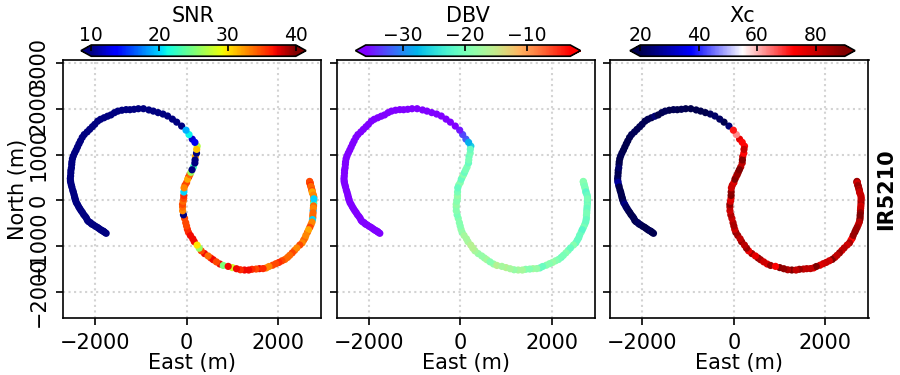 SNR DBV Xc
10 20 30 40 −30 −20 −10 20 40 60 80
North (m)
3000
2000
1000
0
−1000
−2000
−2000 0 2000 −2000 0 2000 −2000 0 2000
East (m) East (m) East (m)
IR5210